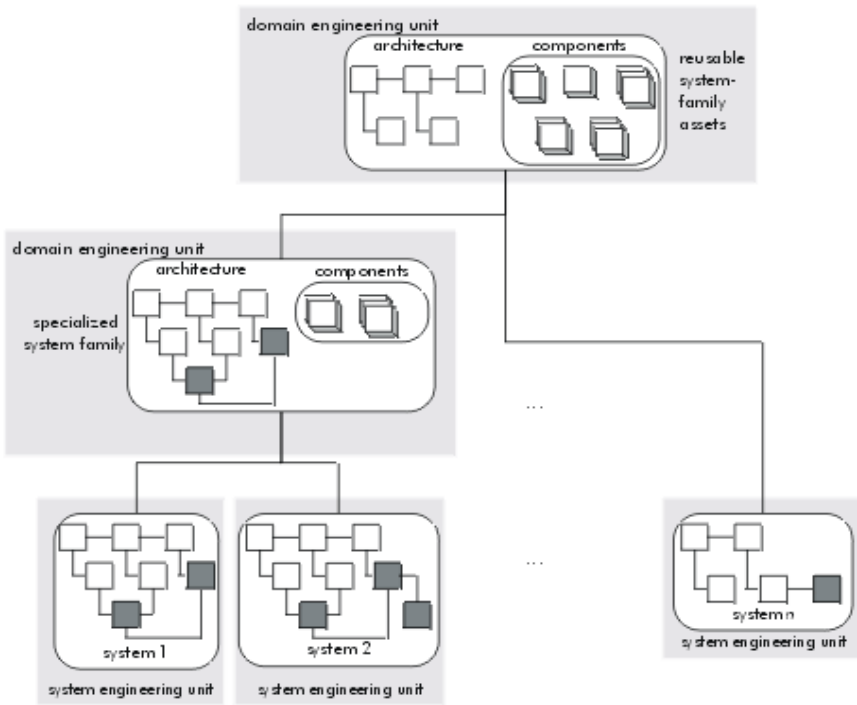 domain engineering unit
architecture
components
reusable
system-
family
assets
domain engineering unit
architecture
components
specialized
system family
...
...
system 1
system engineering unit
system 2
system engineering unit
system n
system engineering unit